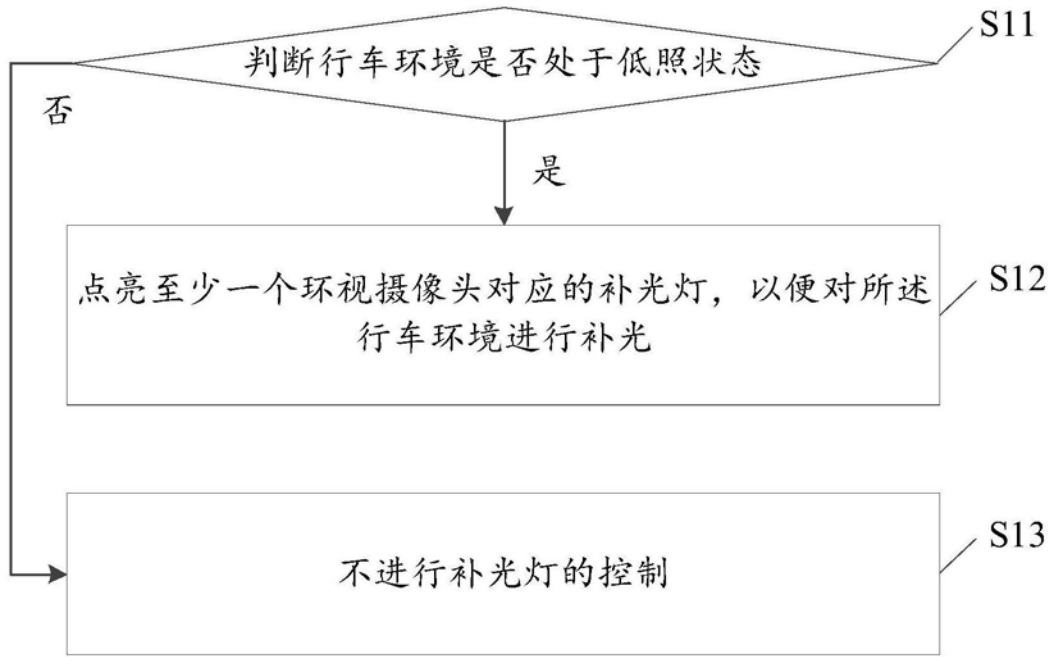 S11
判断行车环境是否处于低照状态
否
是
S12
点亮至少一个环视摄像头对应的补光灯，以便对所述
行车环境进行补光
S13
不进行补光灯的控制